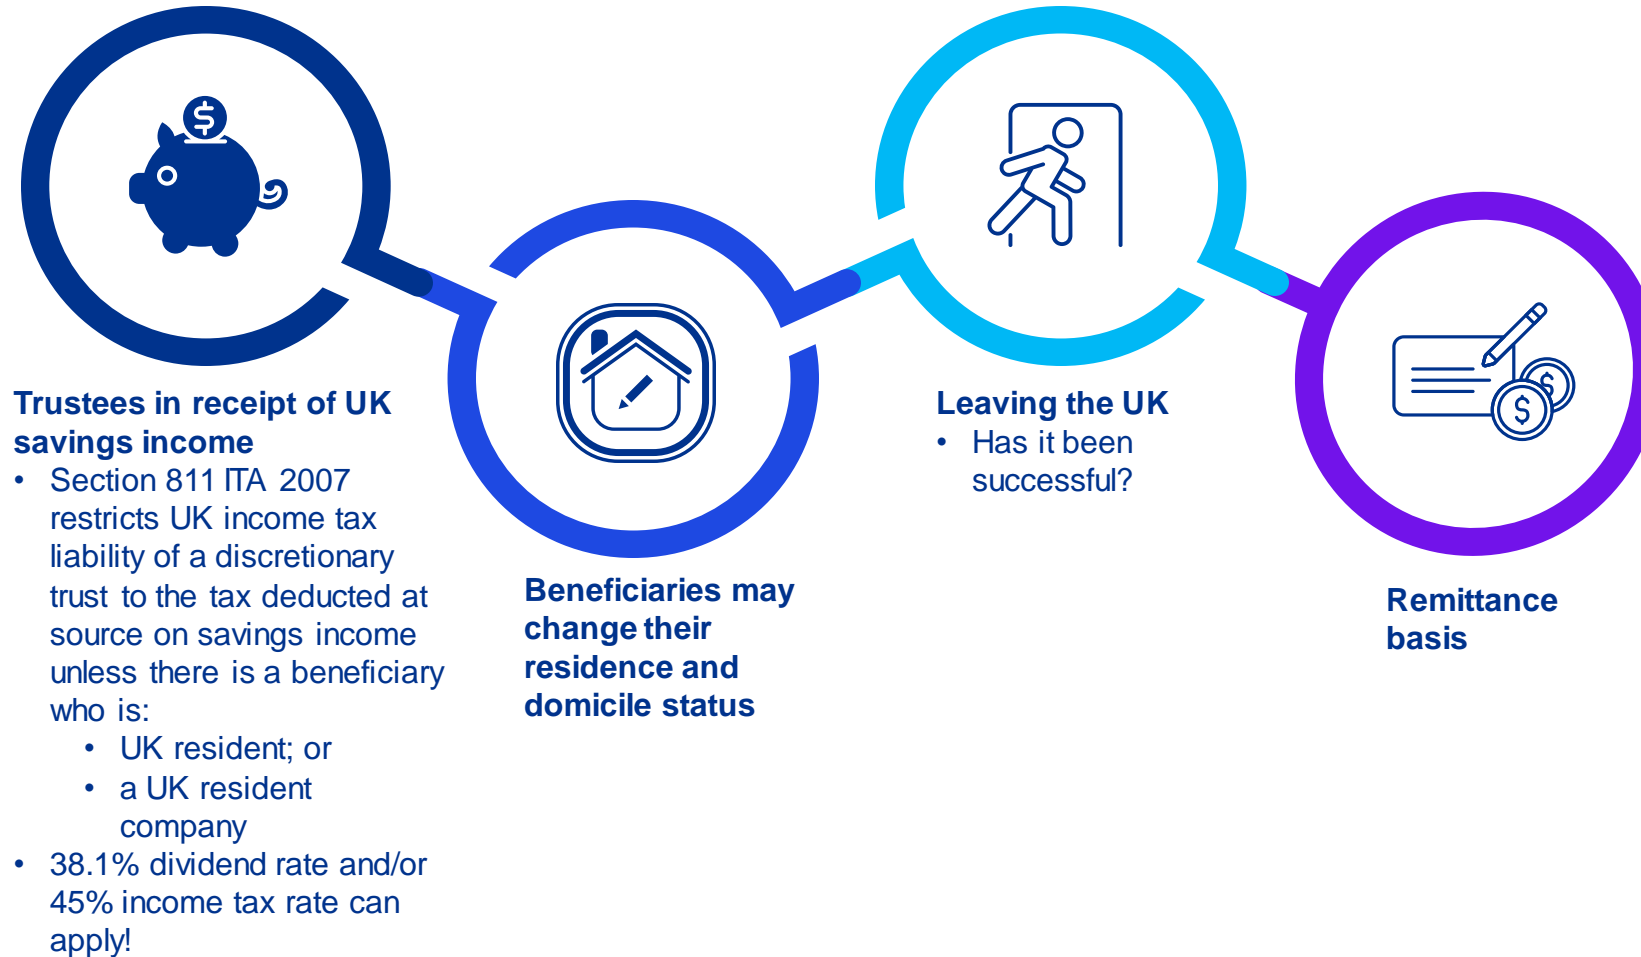 Trustees in receipt of UK
savings income
• Section 811 ITA 2007
restricts UK income tax
liability of a discretionary
trust to the tax deducted at
source on savings income
unless there is a beneficiary
who is:
• UK resident; or
• a UK resident
company
• 38.1% dividend rate and/or
45% income tax rate can
apply!
Beneficiaries may
change their
residence and
domicile status
Leaving the UK
• Has it been
successful?
Remittance
basis
$
$
$